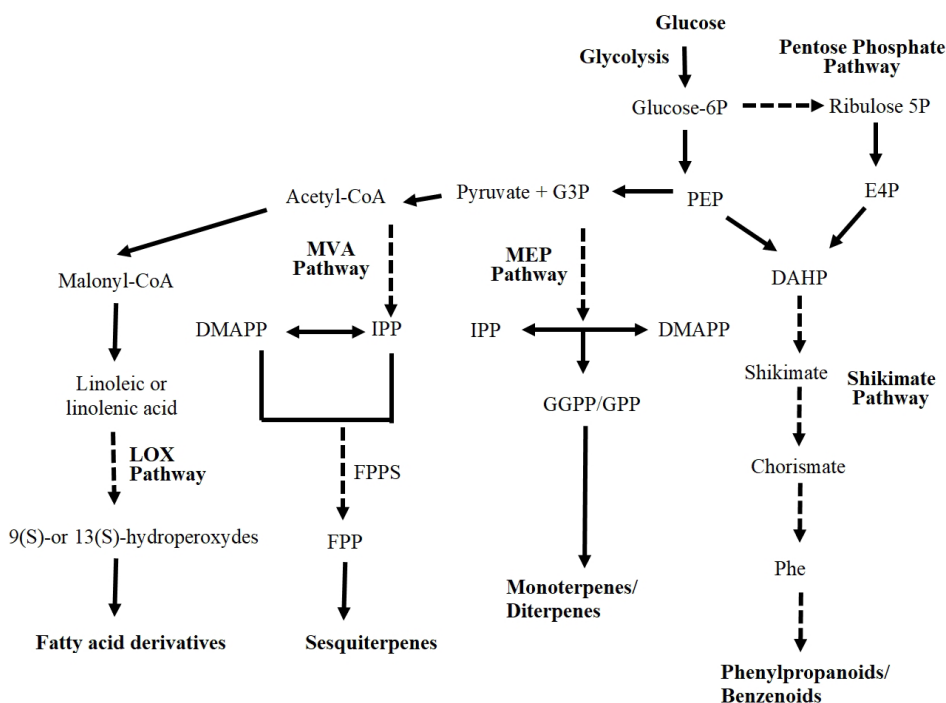 Glucose
Glycolysis
Pentose Phosphate
Pathway
Glucose-6P
Ribulose 5P
Acetyl-CoA
Pyruvate + G3P
PEP
E4P
MVA
Pathway
MEP
Pathway
Malonyl-CoA
DAHP
DMAPP
IPP
IPP
DMAPP
Linoleic or
linolenic acid
Shikimate
Shikimate
Pathway
GGPP/GPP
LOX
Pathway
FPPS
Chorismate
9(S)-or 13(S)-hydroperoxydes
FPP
Phe
Monoterpenes/
Diterpenes
Fatty acid derivatives
Sesquiterpenes
Phenylpropanoids/
Benzenoids